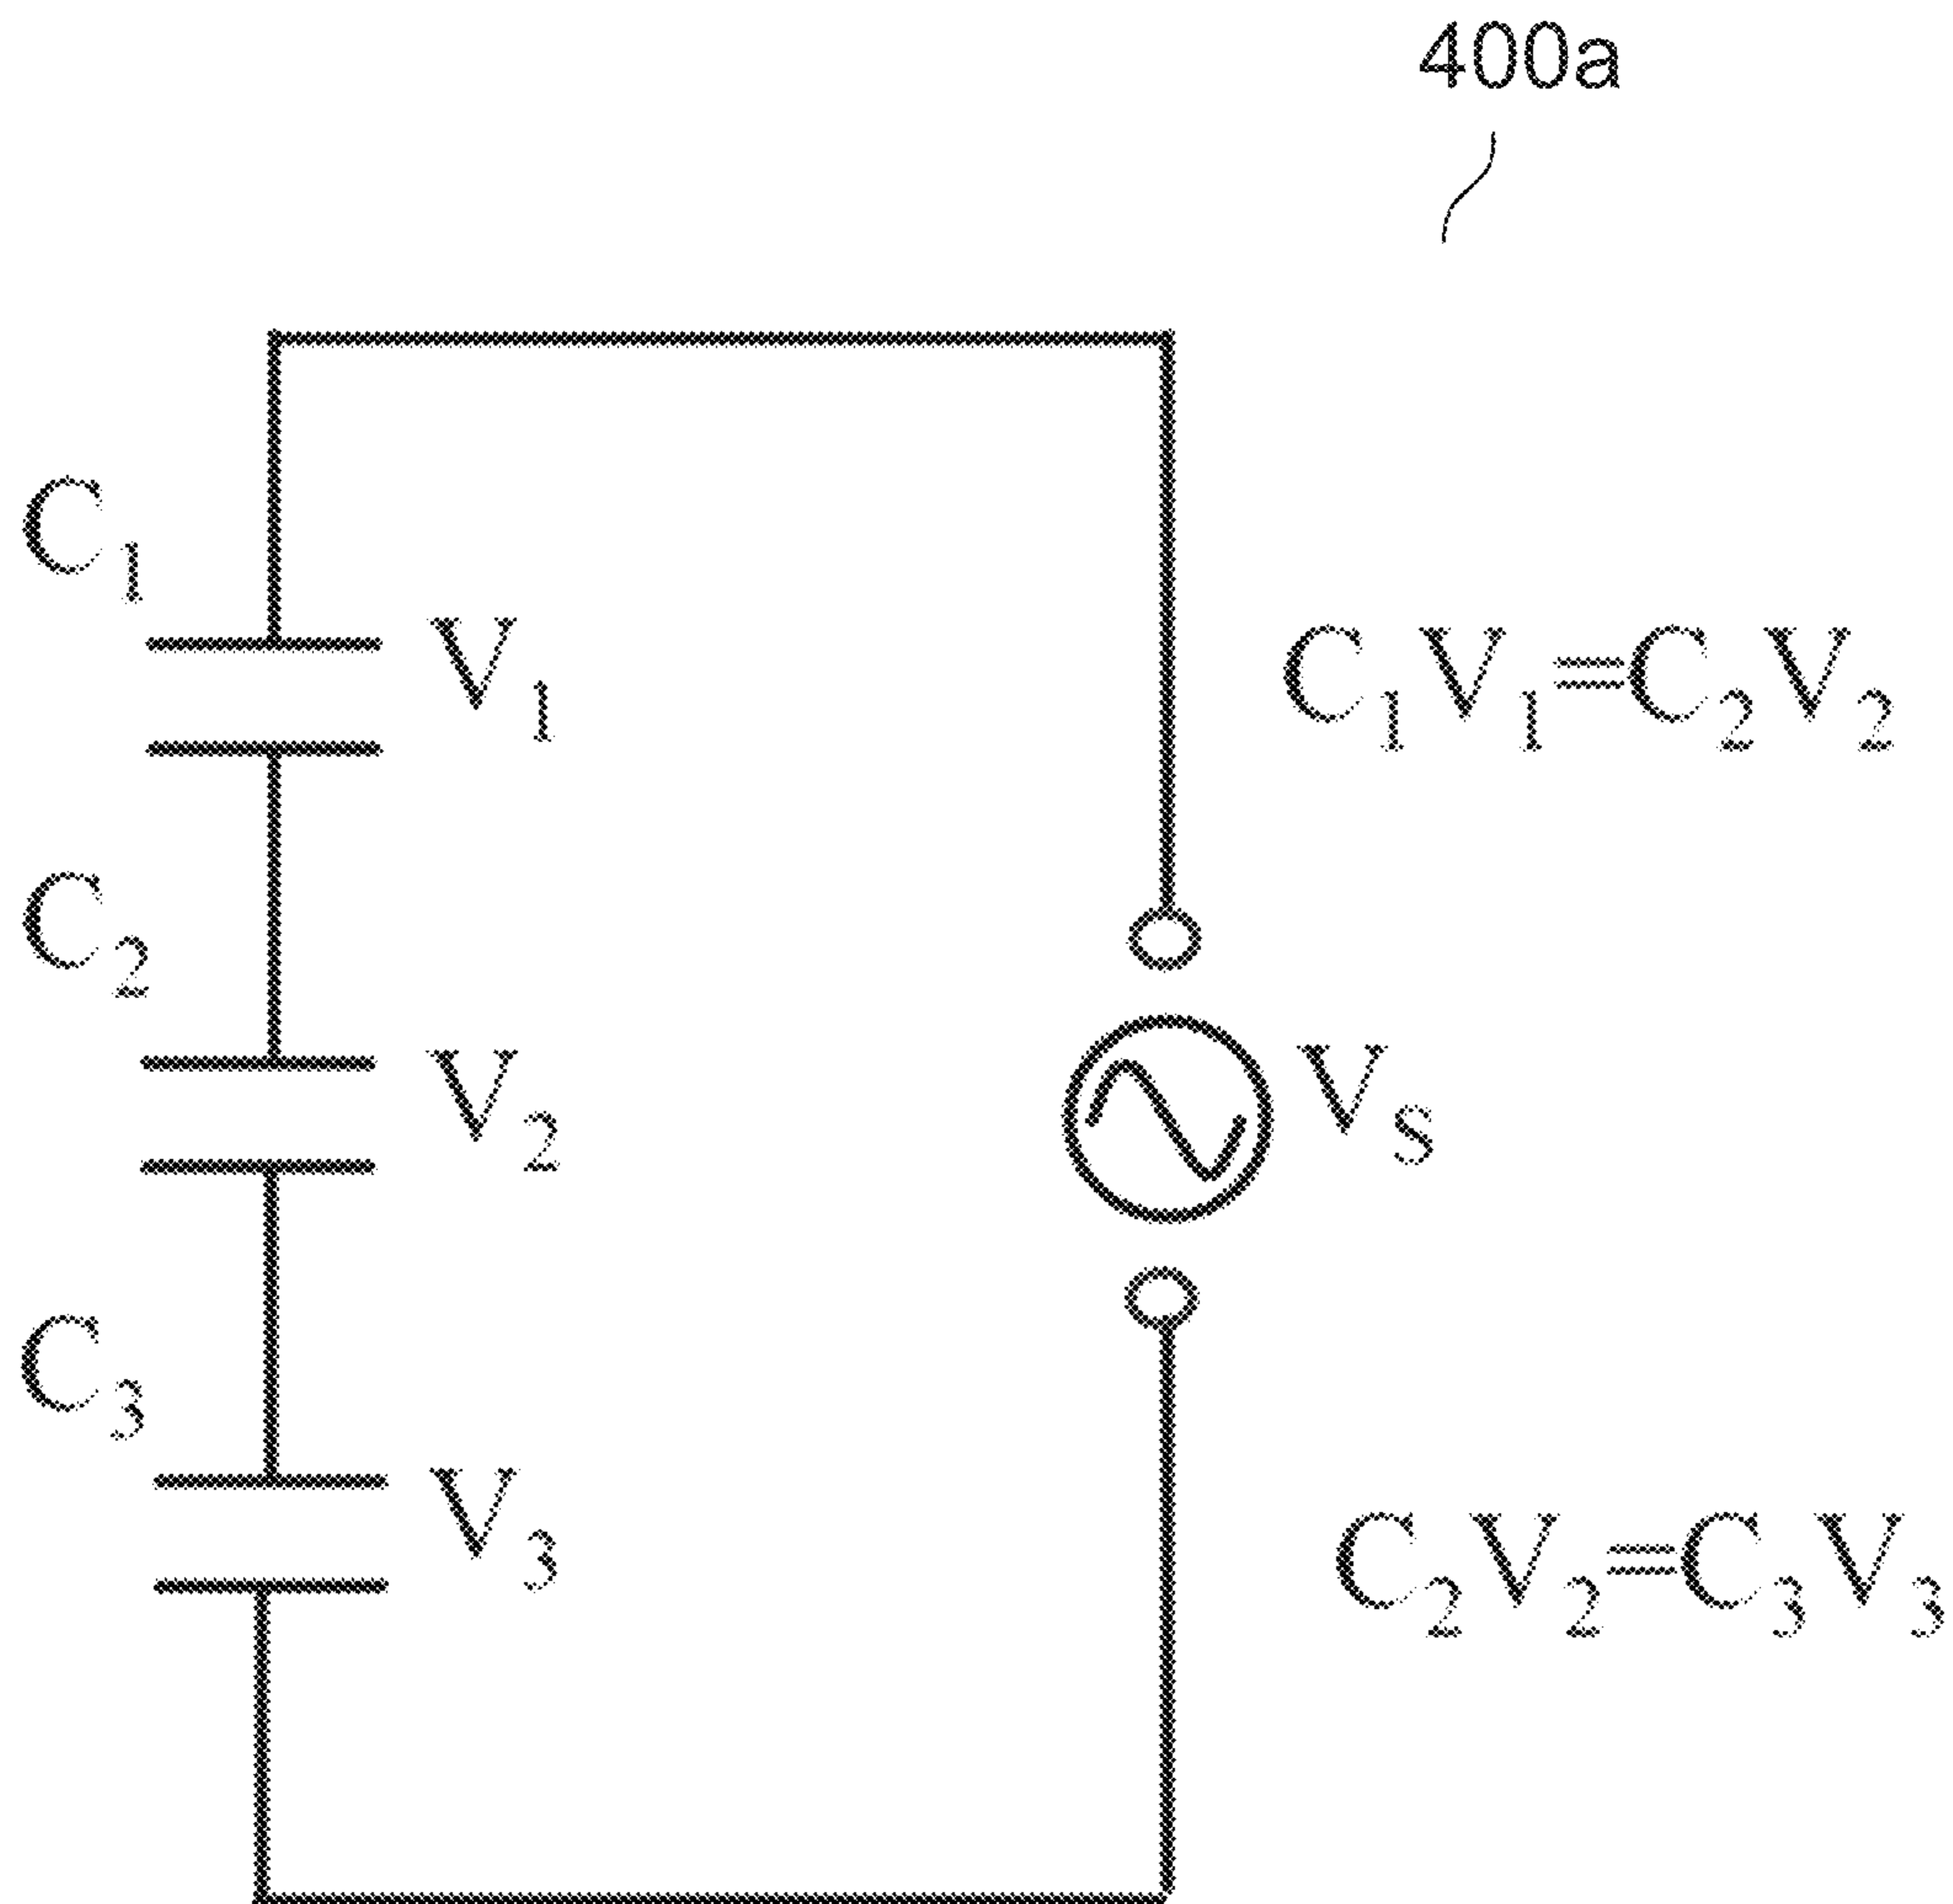 400a
C₁
V₁
C₁V₁=C₂V₂
C₂
V₂
Vₛ
C₃
V₃
C₂V₂=C₃V₃